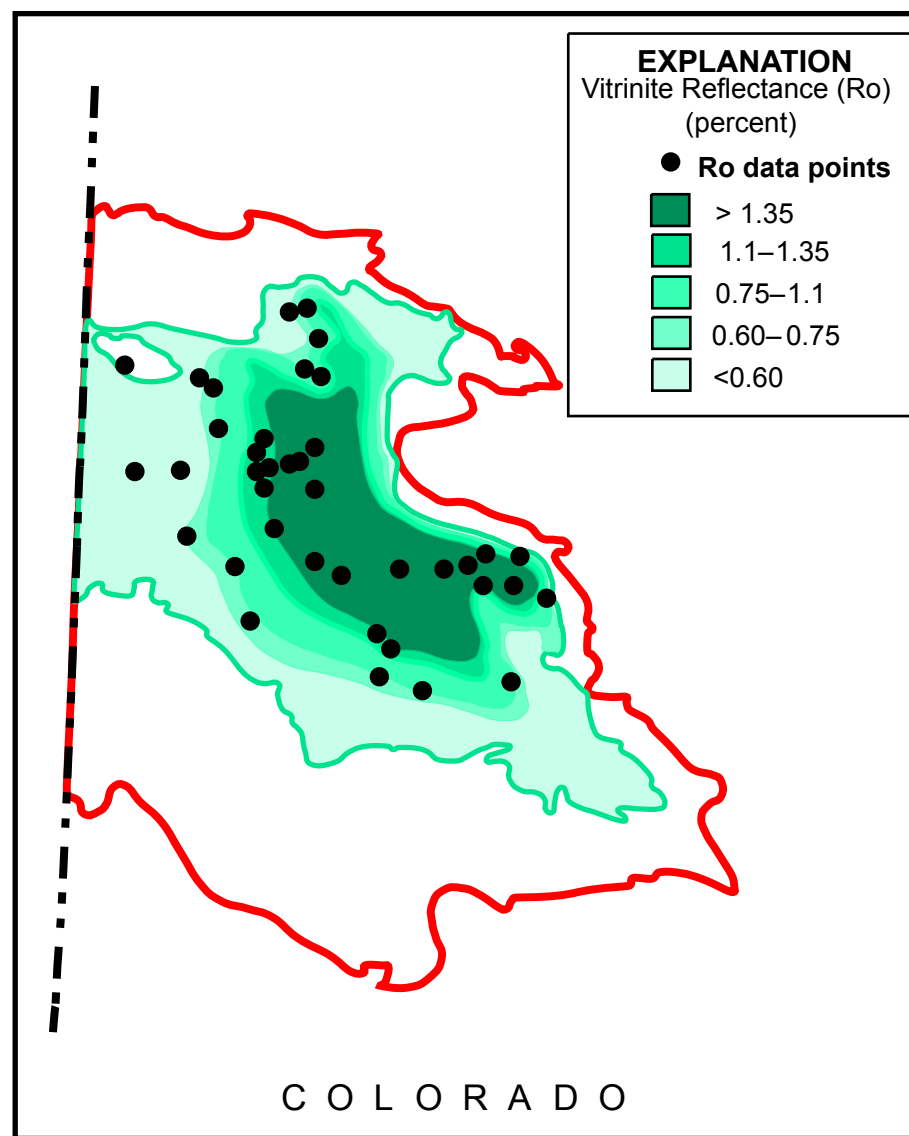 EXPLANATION
Vitrinite Reflectance (Ro)
(percent)
Ro data points
> 1.35
1.1–1.35
0.75–1.1
0.60–0.75
<0.60
COLORADO